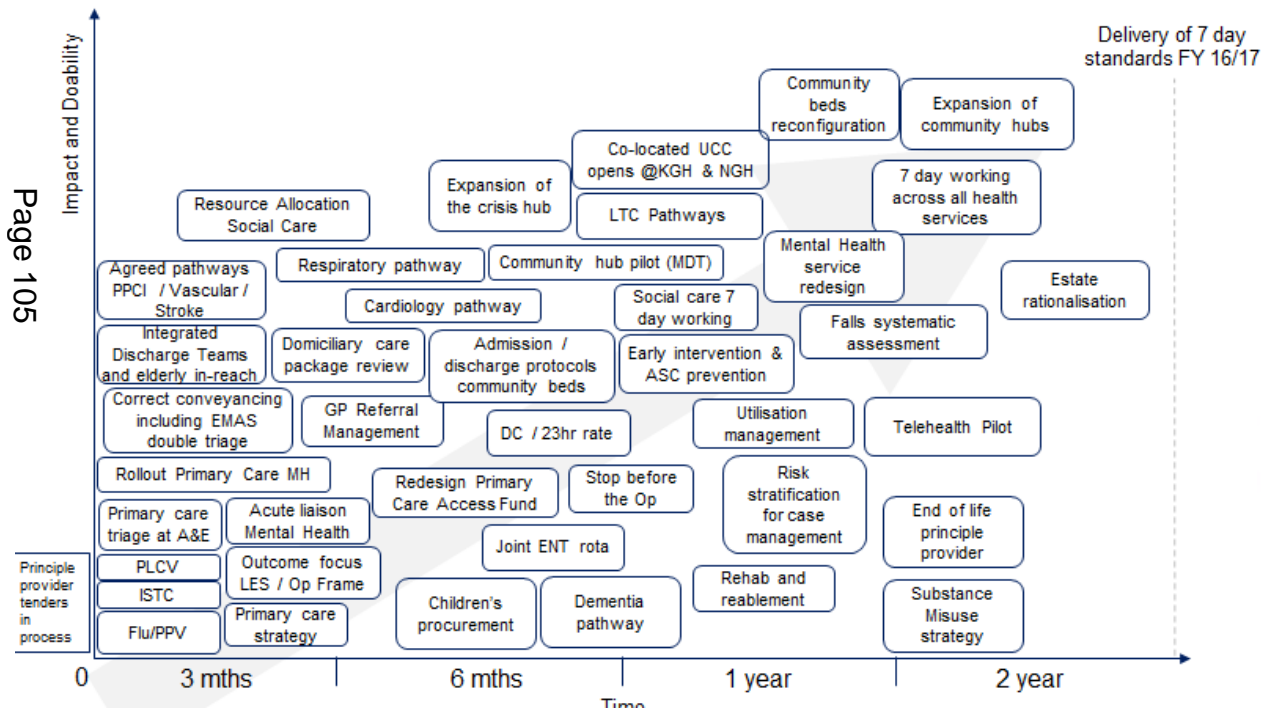 Delivery of 7 day
standards FY 16/17
Impact and Doability
Page 105
Community
beds
reconfiguration
Expansion of
community hubs
Co-located UCC
opens @KGH & NGH
Expansion of
the crisis hub
7 day working
across all health
services
Resource Allocation
Social Care
LTC Pathways
Mental Health
service
redesign
Respiratory pathway
Community hub pilot (MDT)
Agreed pathways
PPCI / Vascular /
Stroke
Estate
rationalisation
Cardiology pathway
Social care 7
day working
Falls systematic
assessment
Integrated
Discharge Teams
and elderly in-reach
Domiciliary care
package review
Admission /
discharge protocols
community beds
Early intervention &
ASC prevention
Correct conveyancing
including EMAS
double triage
GP Referral
Management
DC / 23hr rate
Utilisation
management
Telehealth Pilot
Rollout Primary Care MH
Redesign Primary
Care Access Fund
Stop before
the Op
Risk
stratification
for case
management
Primary care
triage at A&E
Acute liaison
Mental Health
End of life
principle
provider
Joint ENT rota
Principle
provider
tenders
in
process
PLCV
Outcome focus
LES / Op Frame
ISTC
Rehab and
reablement
Children's
procurement
Dementia
pathway
Substance
Misuse
strategy
Flu/PPV
Primary care
strategy
0
3 mths
6 mths
1 year
2 year
Time